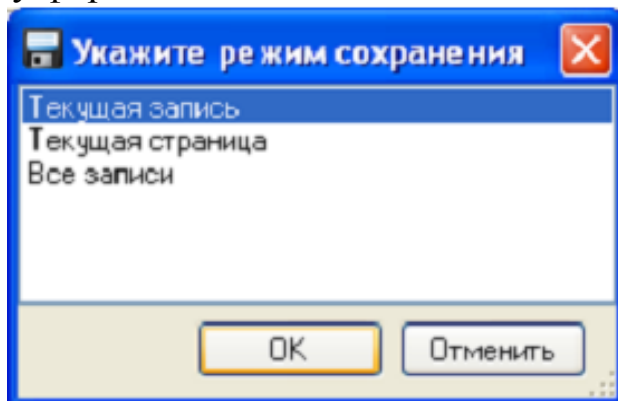 Укажите режим сохранения
Текущая запись
Текущая страница
Все записи
OK Отменить